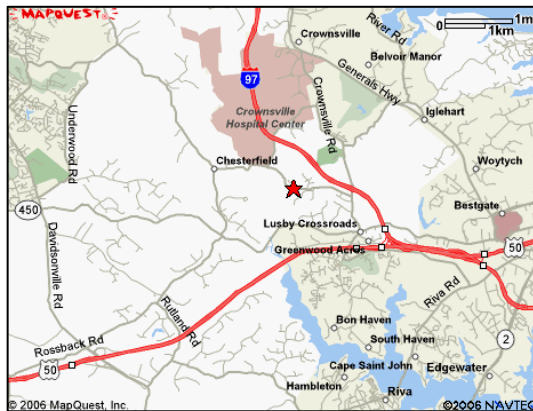 MAPQUEST
1m
1km
Crownsville
River Rd
Belvoir Manor
Generals Hwy
97
Crownsville
Hospital Center
Iglehart
Underwood Rd
Crownsville Rd
Chesterfield
Woytych
450
Bestgate
Lusby Crossroads
Greenwood Acres
50
Davidsonville Rd
Riva Rd
Rutland Rd
Bon Haven
2
Rossback Rd
South Haven
50
Cape Saint John
Edgewater
Hambleton
Riva
© 2006 MapQuest, Inc.
©2006 NAVTEQ